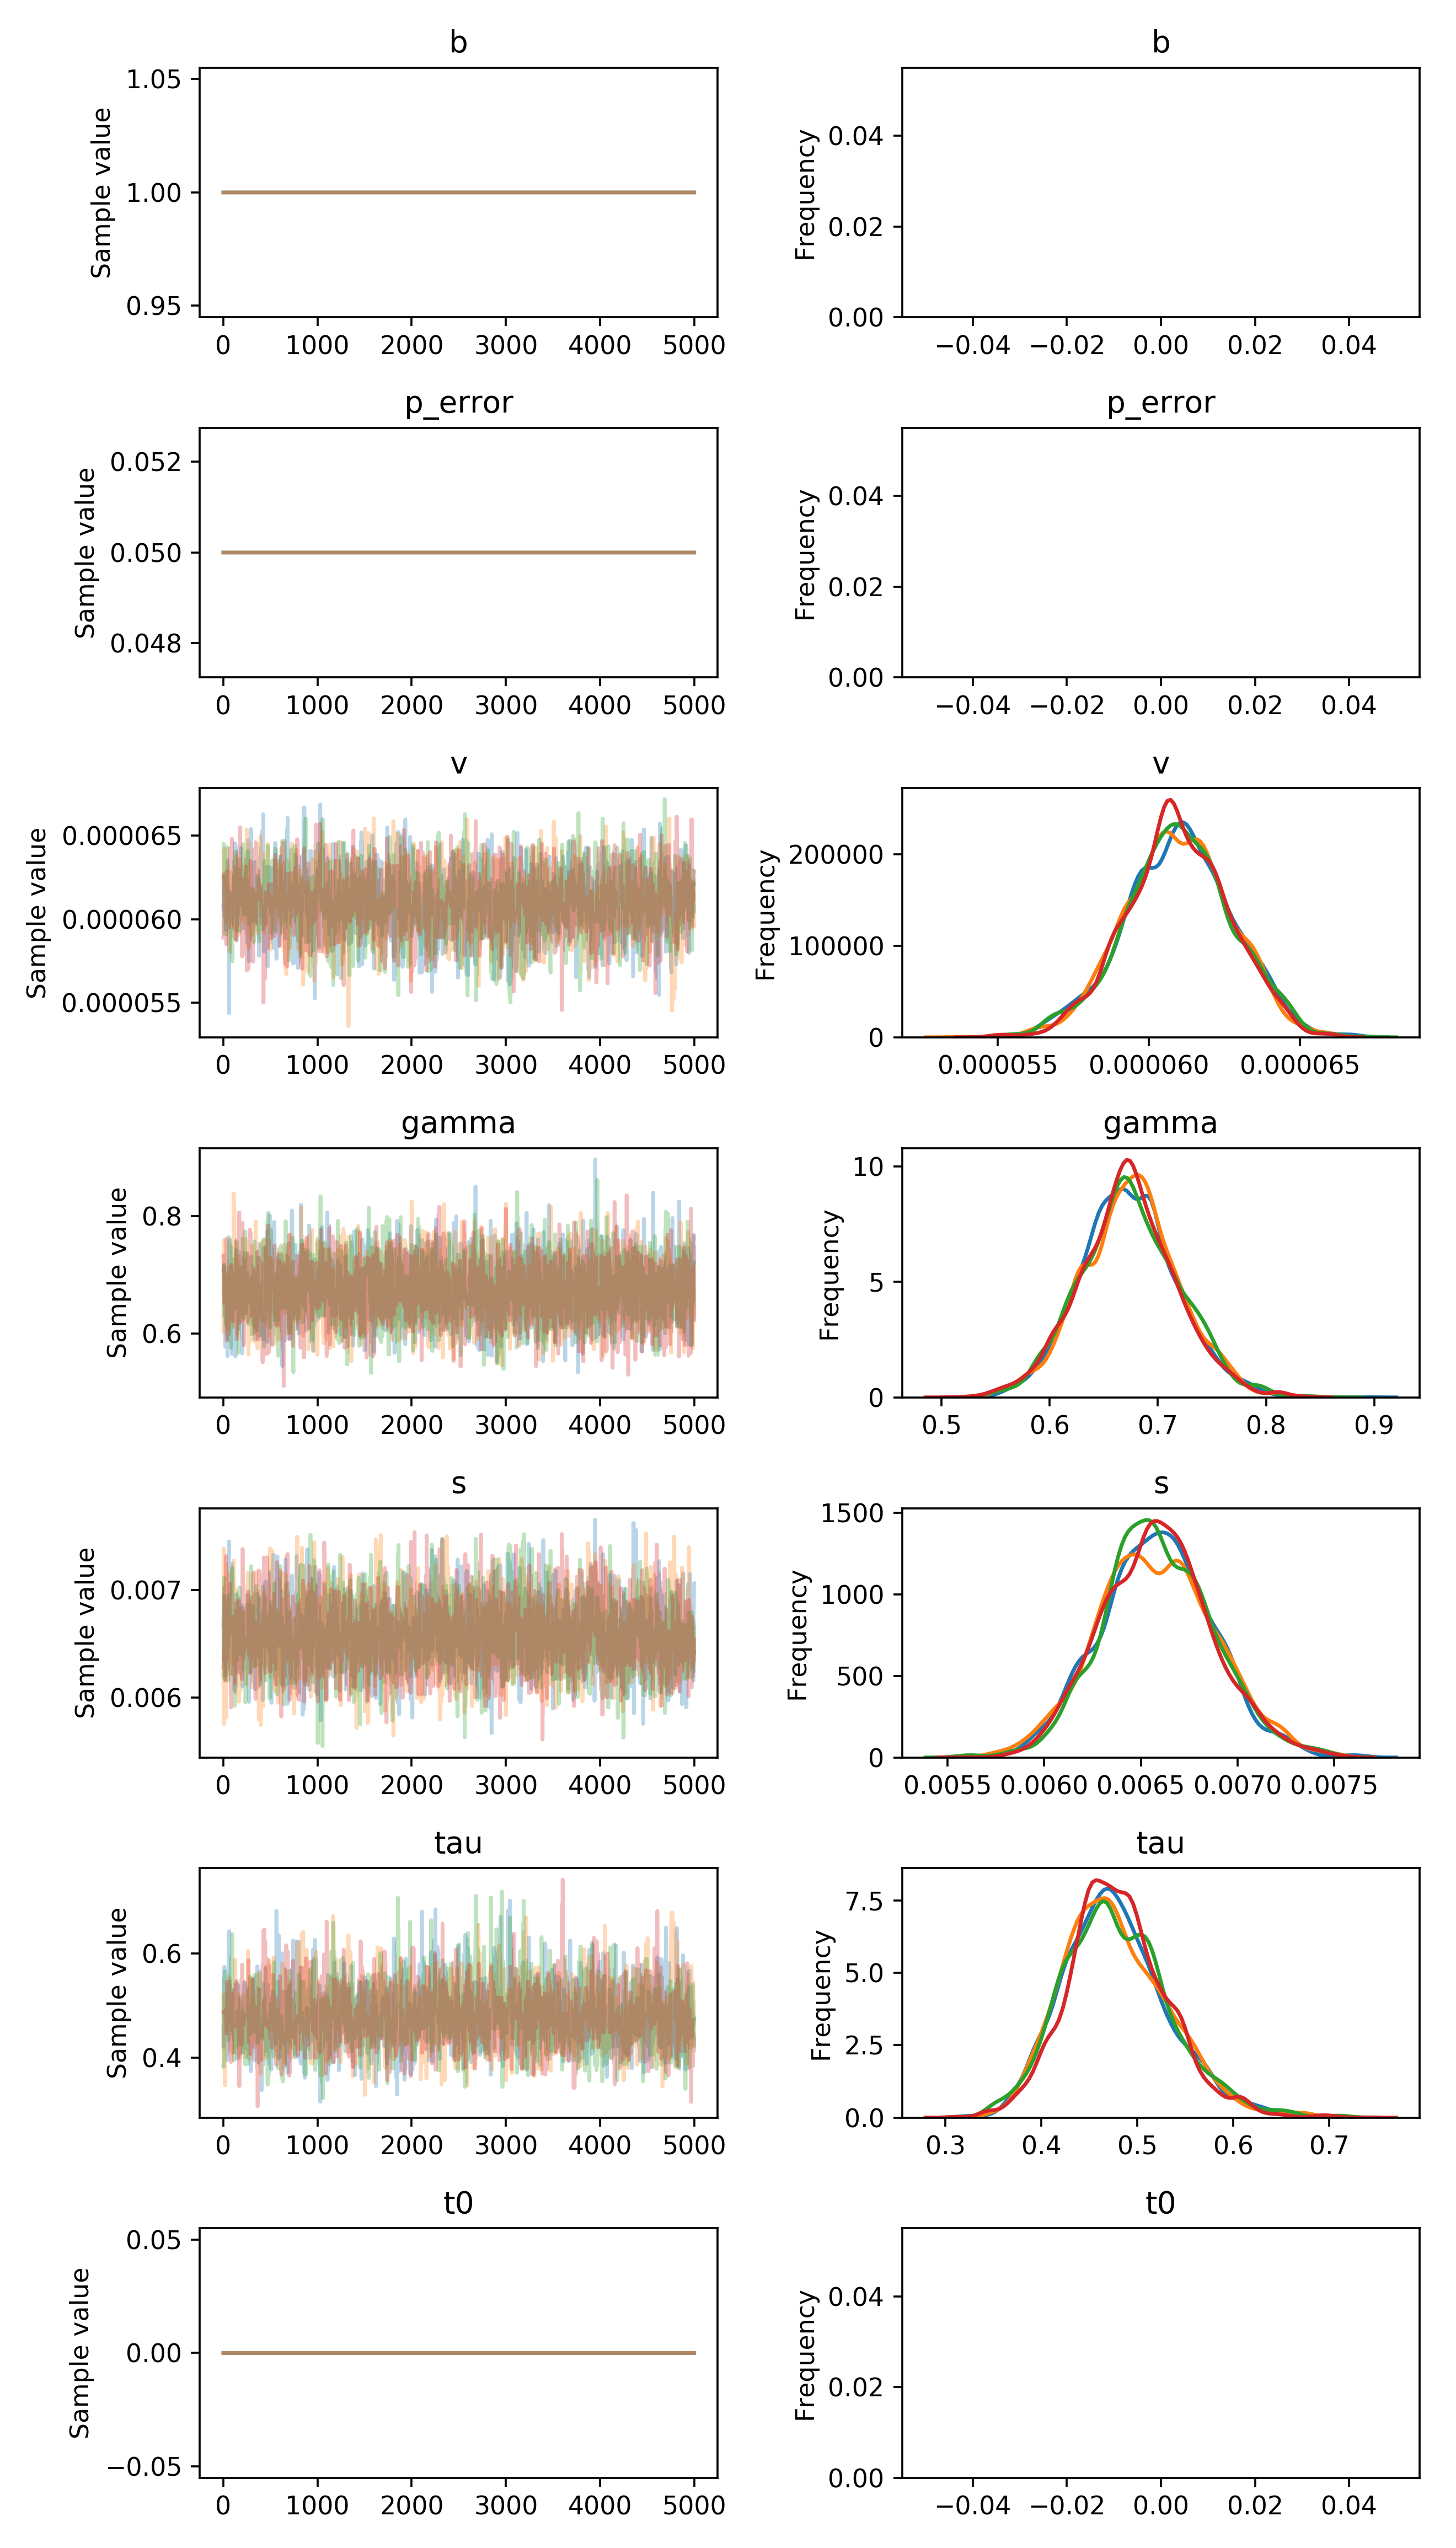 b
Sample value
1.05
1.00
0.95
0 1000 2000 3000 4000 5000
b
Frequency
0.04
0.02
0.00
−0.04 −0.02 0.00 0.02 0.04
p_error
Sample value
0.052
0.050
0.048
0 1000 2000 3000 4000 5000
p_error
Frequency
0.04
0.02
0.00
−0.04 −0.02 0.00 0.02 0.04
v
Sample value
0.000065
0.000060
0.000055
0 1000 2000 3000 4000 5000
v
Frequency
200000
100000
0
0.000055 0.000060 0.000065
gamma
Sample value
0.8
0.6
0 1000 2000 3000 4000 5000
gamma
Frequency
10
5
0
0.5 0.6 0.7 0.8 0.9
s
Sample value
0.007
0.006
0 1000 2000 3000 4000 5000
s
Frequency
1500
1000
500
0
0.0055 0.0060 0.0065 0.0070 0.0075
tau
Sample value
0.6
0.4
0 1000 2000 3000 4000 5000
tau
Frequency
7.5
5.0
2.5
0.0
0.3 0.4 0.5 0.6 0.7
t0
Sample value
0.05
0.00
−0.05
0 1000 2000 3000 4000 5000
t0
Frequency
0.04
0.02
0.00
−0.04 −0.02 0.00 0.02 0.04